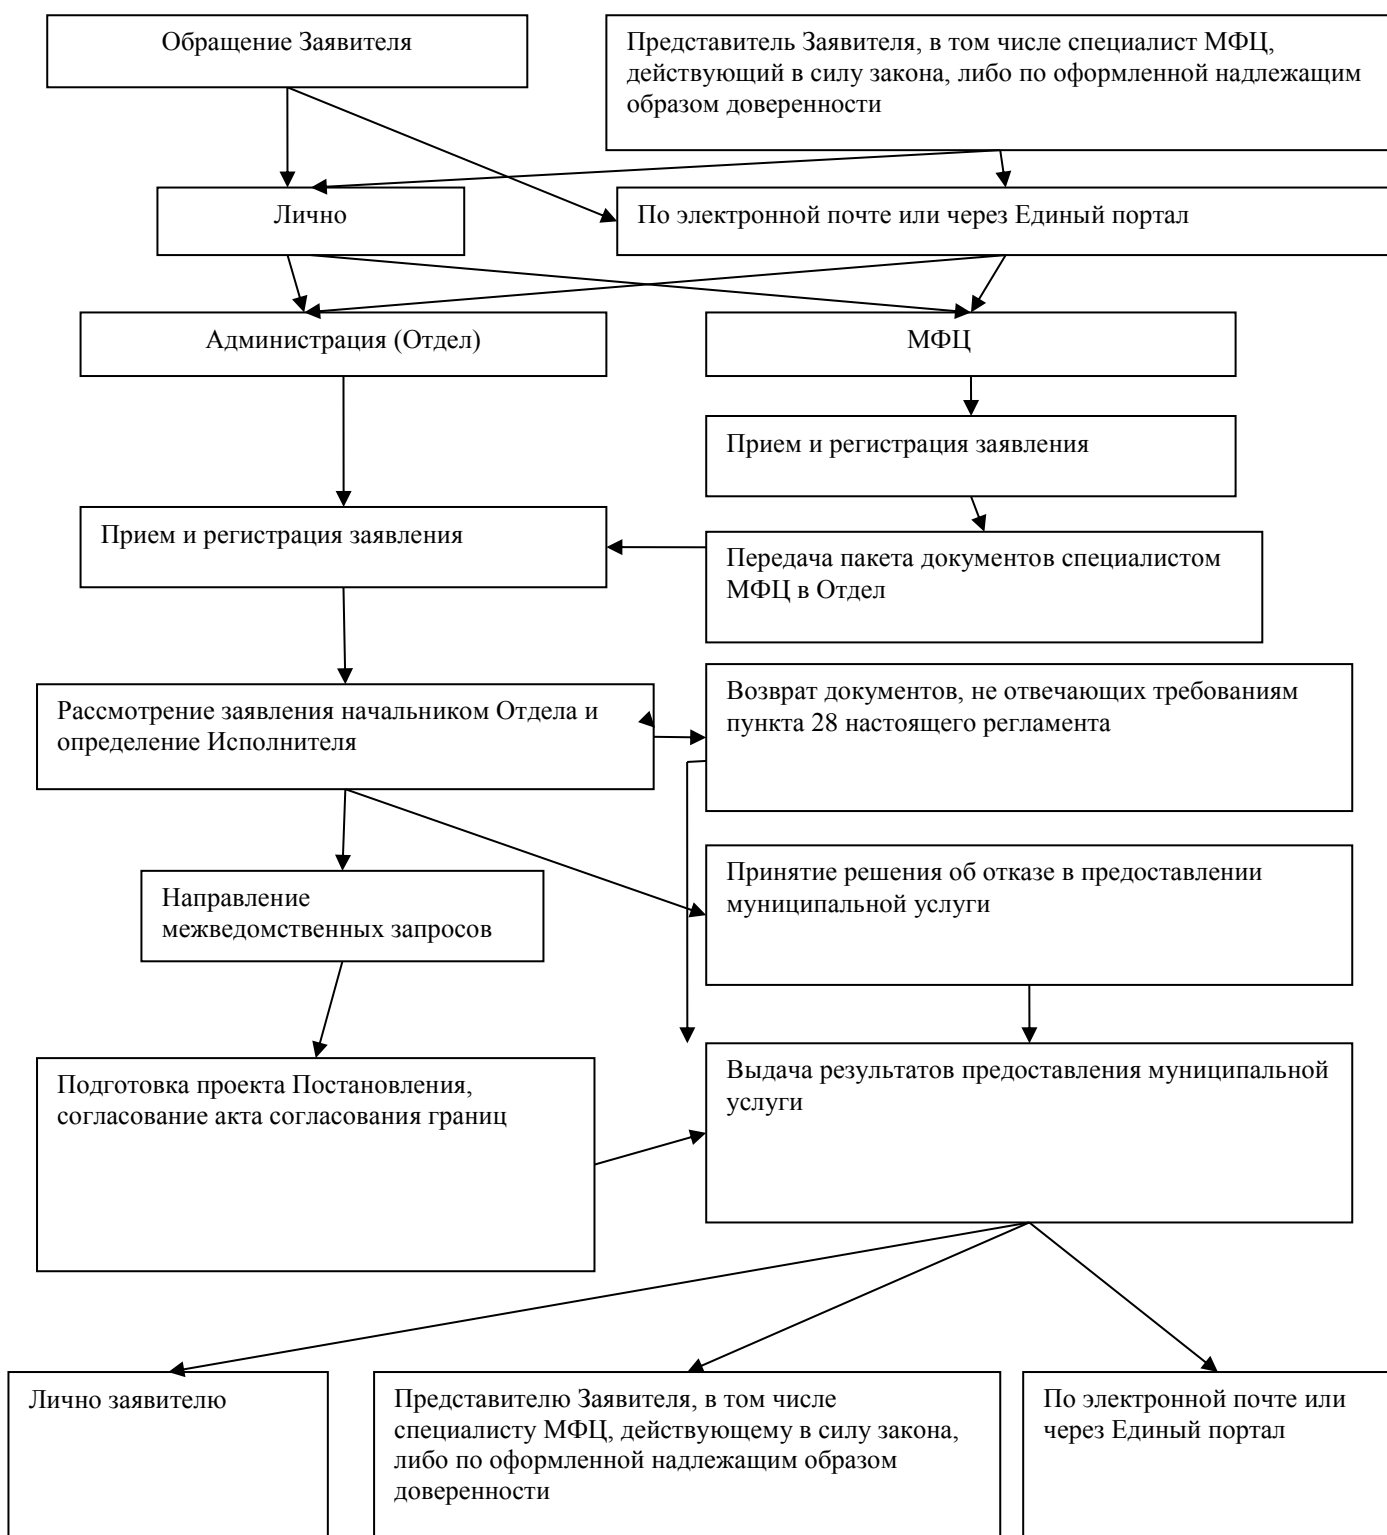 Обращение Заявителя
Представитель Заявителя, в том числе специалист МФЦ,
действующий в силу закона, либо по оформленной надлежащим
образом доверенности
Лично
По электронной почте или через Единый портал
Администрация (Отдел)
МФЦ
Прием и регистрация заявления
Прием и регистрация заявления
Передача пакета документов специалистом
МФЦ в Отдел
Рассмотрение заявления начальником Отдела и
определение Исполнителя
Возврат документов, не отвечающих требованиям
пункта 28 настоящего регламента
Направление
межведомственных запросов
Принятие решения об отказе в предоставлении
муниципальной услуги
Подготовка проекта Постановления,
согласование акта согласования границ
Выдача результатов предоставления муниципальной
услуги
Лично заявителю
Представителю Заявителя, в том числе
специалисту МФЦ, действующему в силу закона,
либо по оформленной надлежащим образом
доверенности
По электронной почте или
через Единый портал